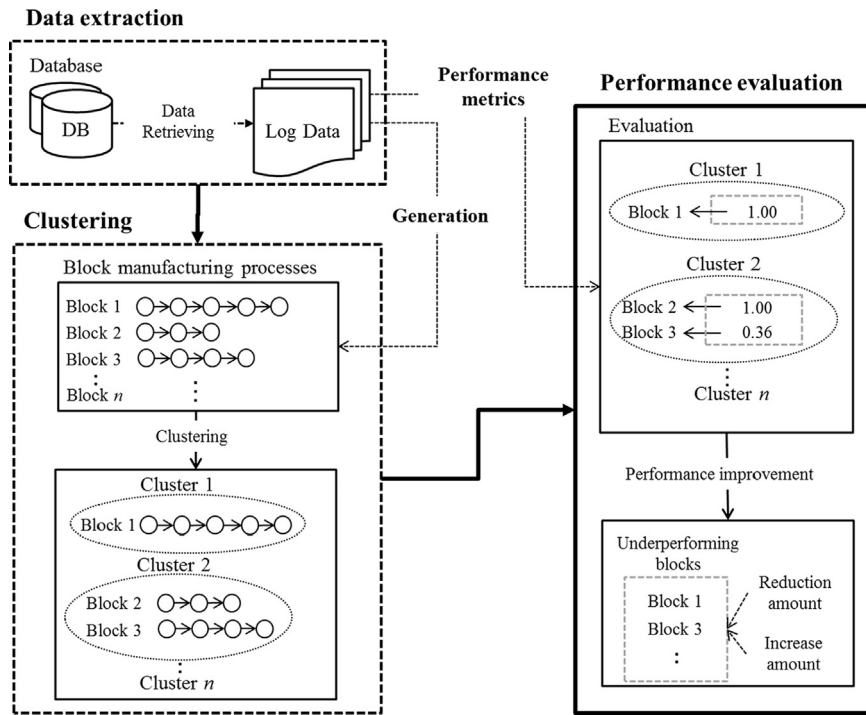 Data extraction
Database
DB
Data
Retrieving
Log Data
Performance
metrics
Generation
Clustering
Block manufacturing processes
Block 1
Block 2
Block 3
⋮
Block n
⋮
Clustering
Cluster 1
Block 1
Cluster 2
Block 2
Block 3
⋮
Cluster n
Performance evaluation
Evaluation
Cluster 1
Block 1
1.00
Cluster 2
Block 2
1.00
Block 3
0.36
⋮
Cluster n
Performance improvement
Underperforming
blocks
Block 1
Block 3
:
Reduction
amount
Increase
amount